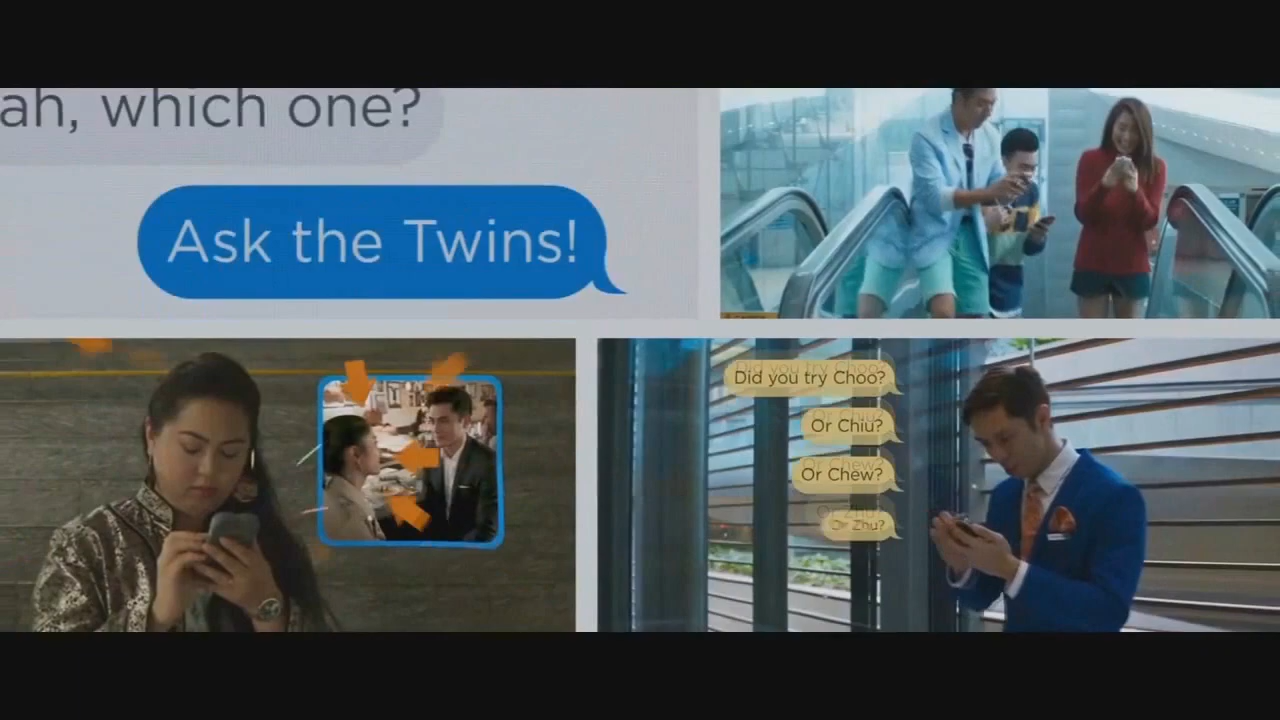 ah, which one?
Ask the Twins!
Did you try Choo?
Or Chiu?
Or Chew?
Or Zhu?